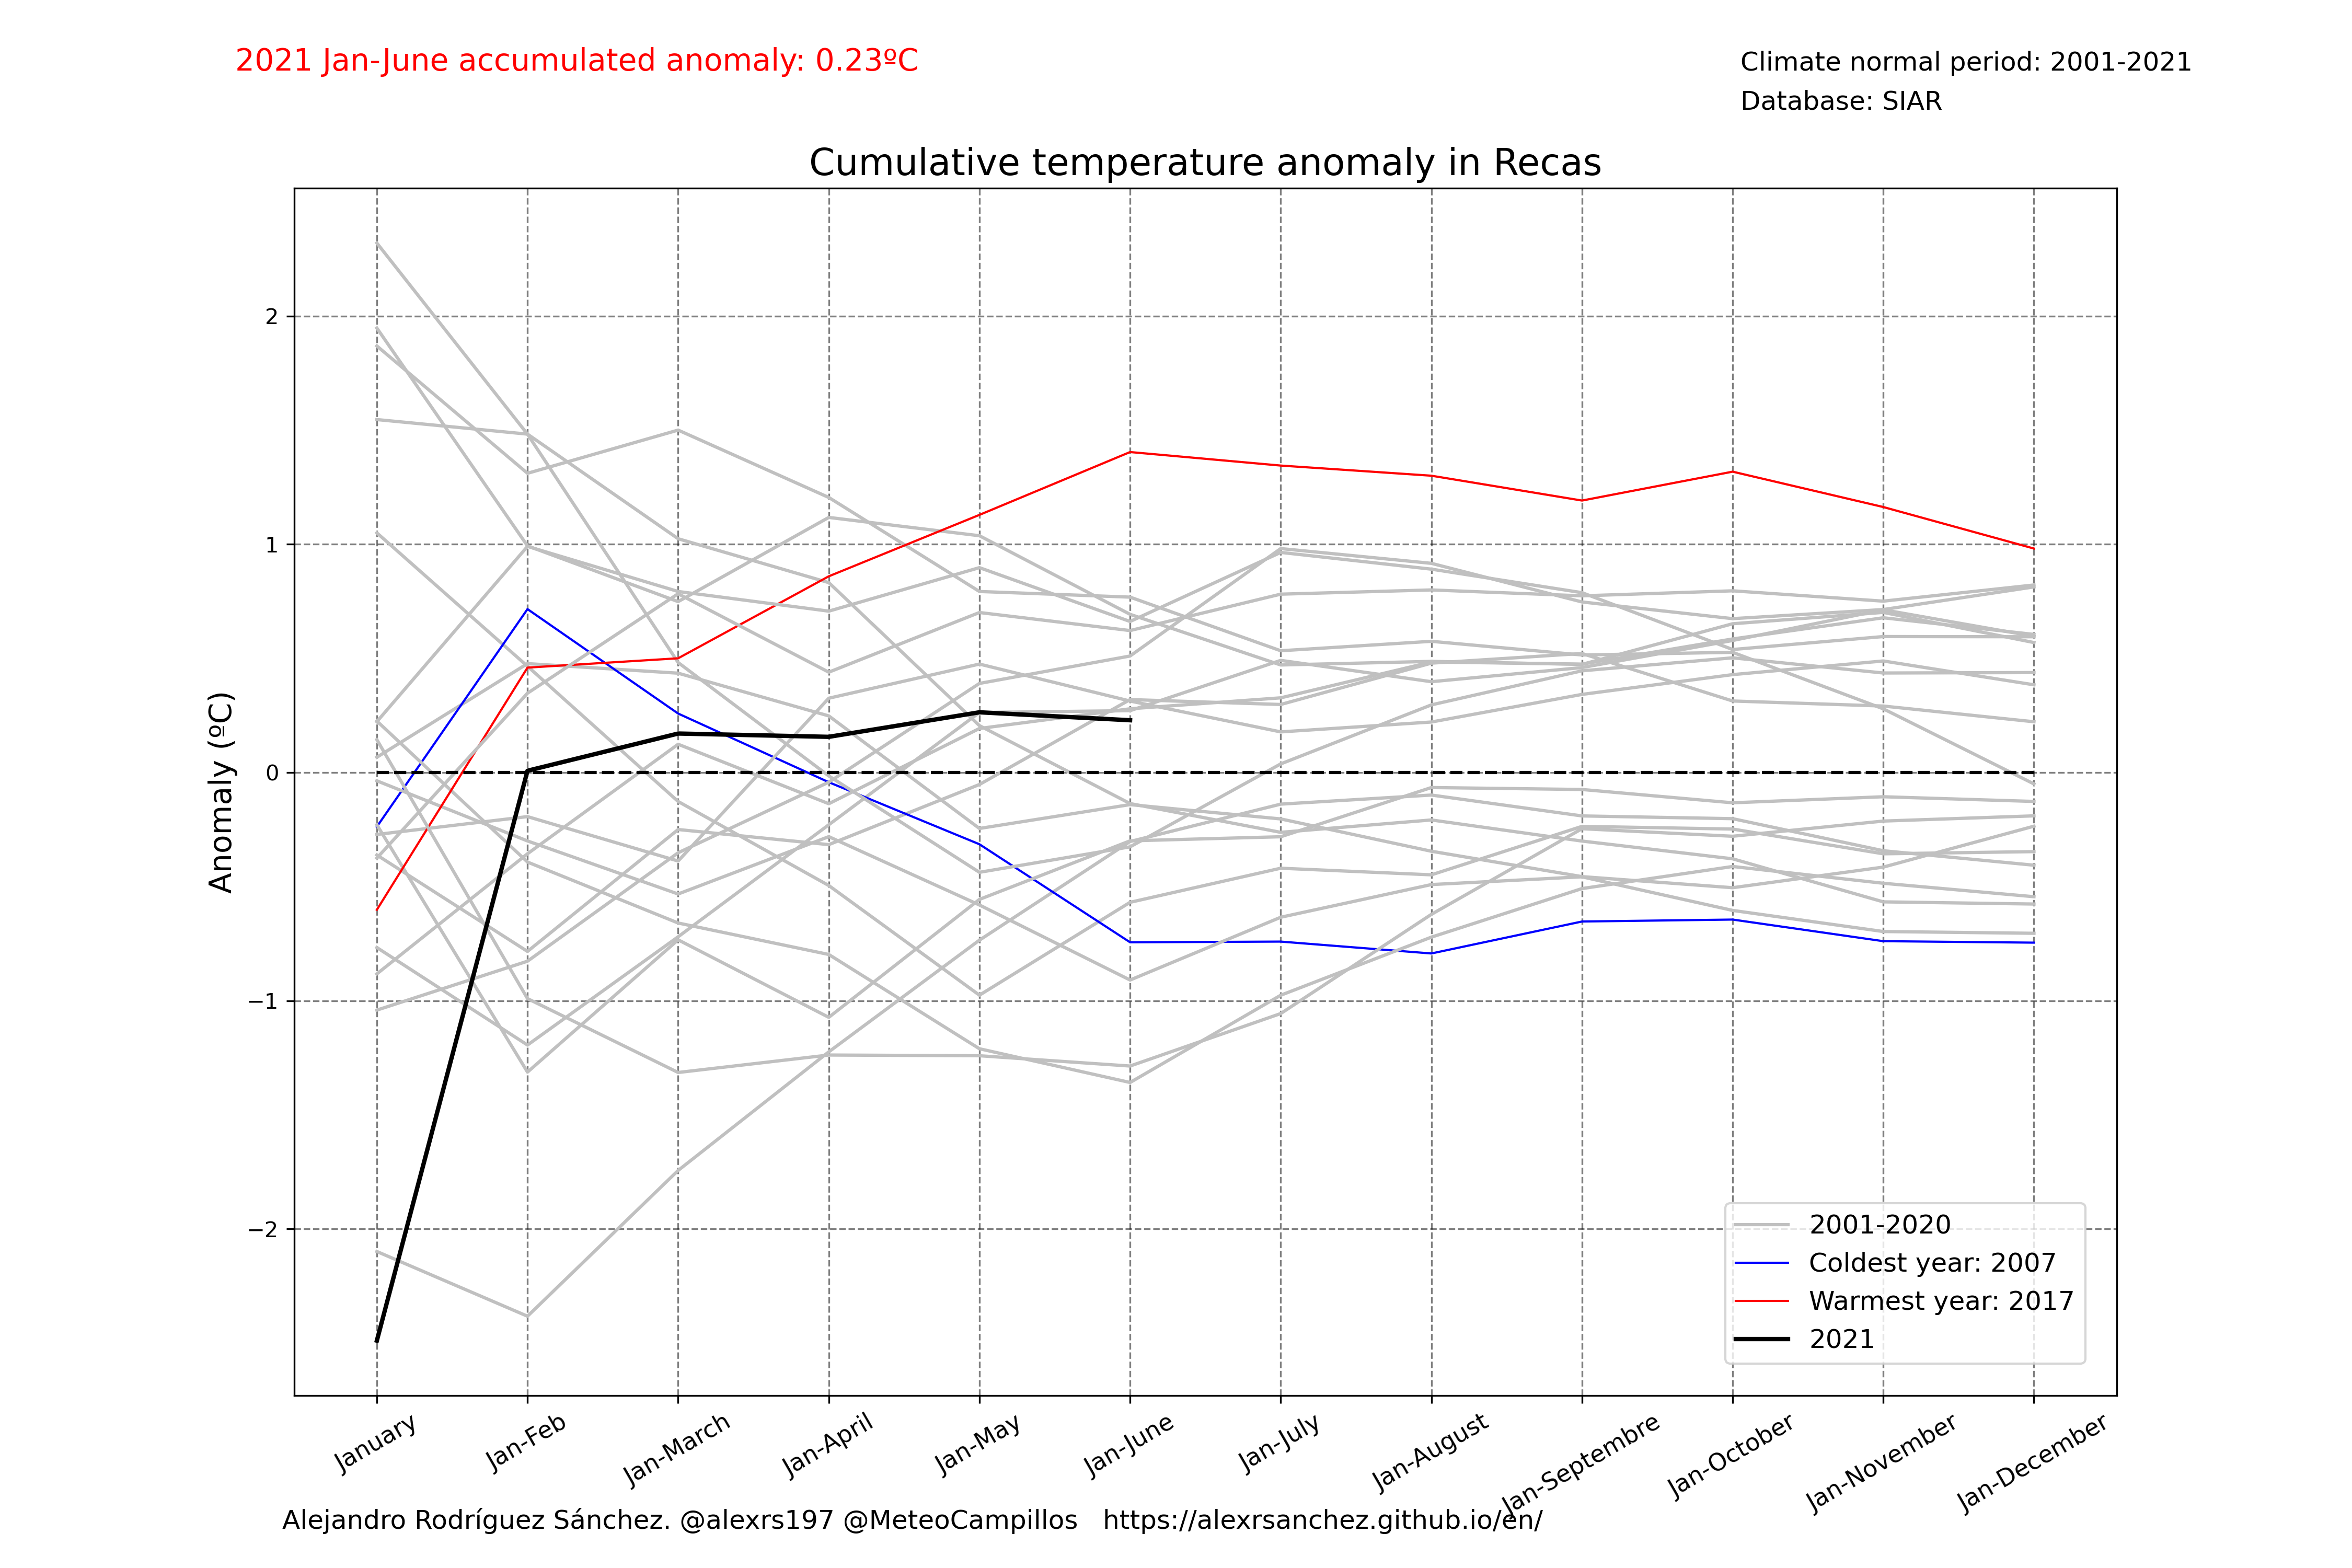 2021 Jan-June accumulated anomaly: 0.23ºC
Climate normal period: 2001-2021
Database: SIAR
Cumulative temperature anomaly in Recas
Anomaly (ºC)
2
1
0
−1
−2
2001-2020
Coldest year: 2007
Warmest year: 2017
2021
January
Jan-Feb
Jan-March
Jan-April
Jan-May
Jan-June
Jan-July
Jan-August
Jan-Septembre
Jan-October
Jan-November
Jan-December
Alejandro Rodríguez Sánchez. @alexrs197 @MeteoCampillos https://alexrsanchez.github.io/en/